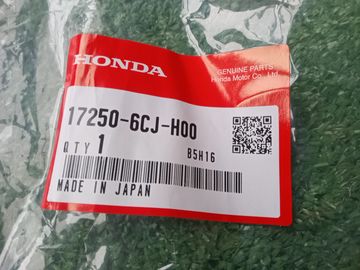 HONDA
GENUINE PARTS
Honda Motor Co., Ltd.
17250-6CJ-H00
QTY 1
B5H16
MADE IN JAPAN